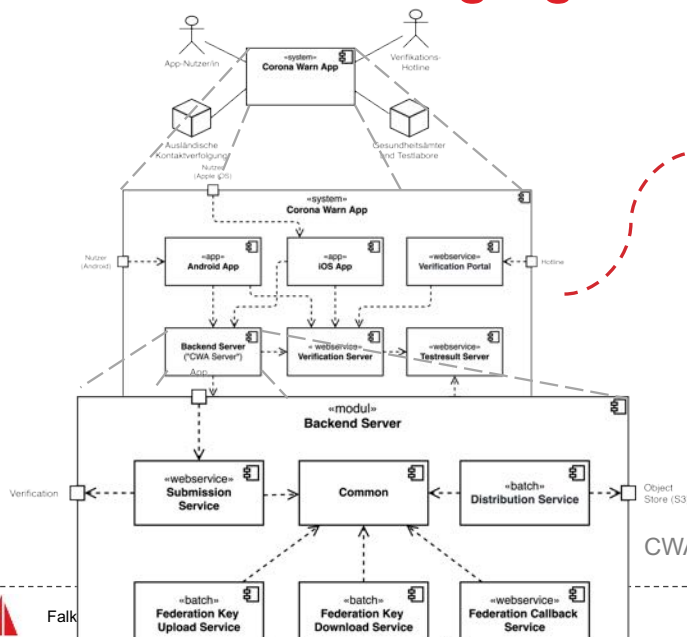 «system»
Corona Warn App
App-Nutzer/in
Verifikations-
Hotline
Ausländische
Kontaktverfolgung
Gesundheitsämter
und Testlabore
Nutzer
(Apple iOS)
«system»
Corona Warn App
Nutzer
(Android)
«app»
Android App
«app»
iOS App
«webservice»
Verification Portal
Hotline
Backend Server
("CWA Server")
« webservice»
Verification Server
«webservice»
Testresult Server
App
«modul»
Backend Server
Verification
«webservice»
Submission
Service
Common
«batch»
Distribution Service
Object
Store (S3
CWA
«batch»
Federation Key
Upload Service
«batch»
Federation Key
Download Service
«webservice»
Federation Callback
Service
Falk